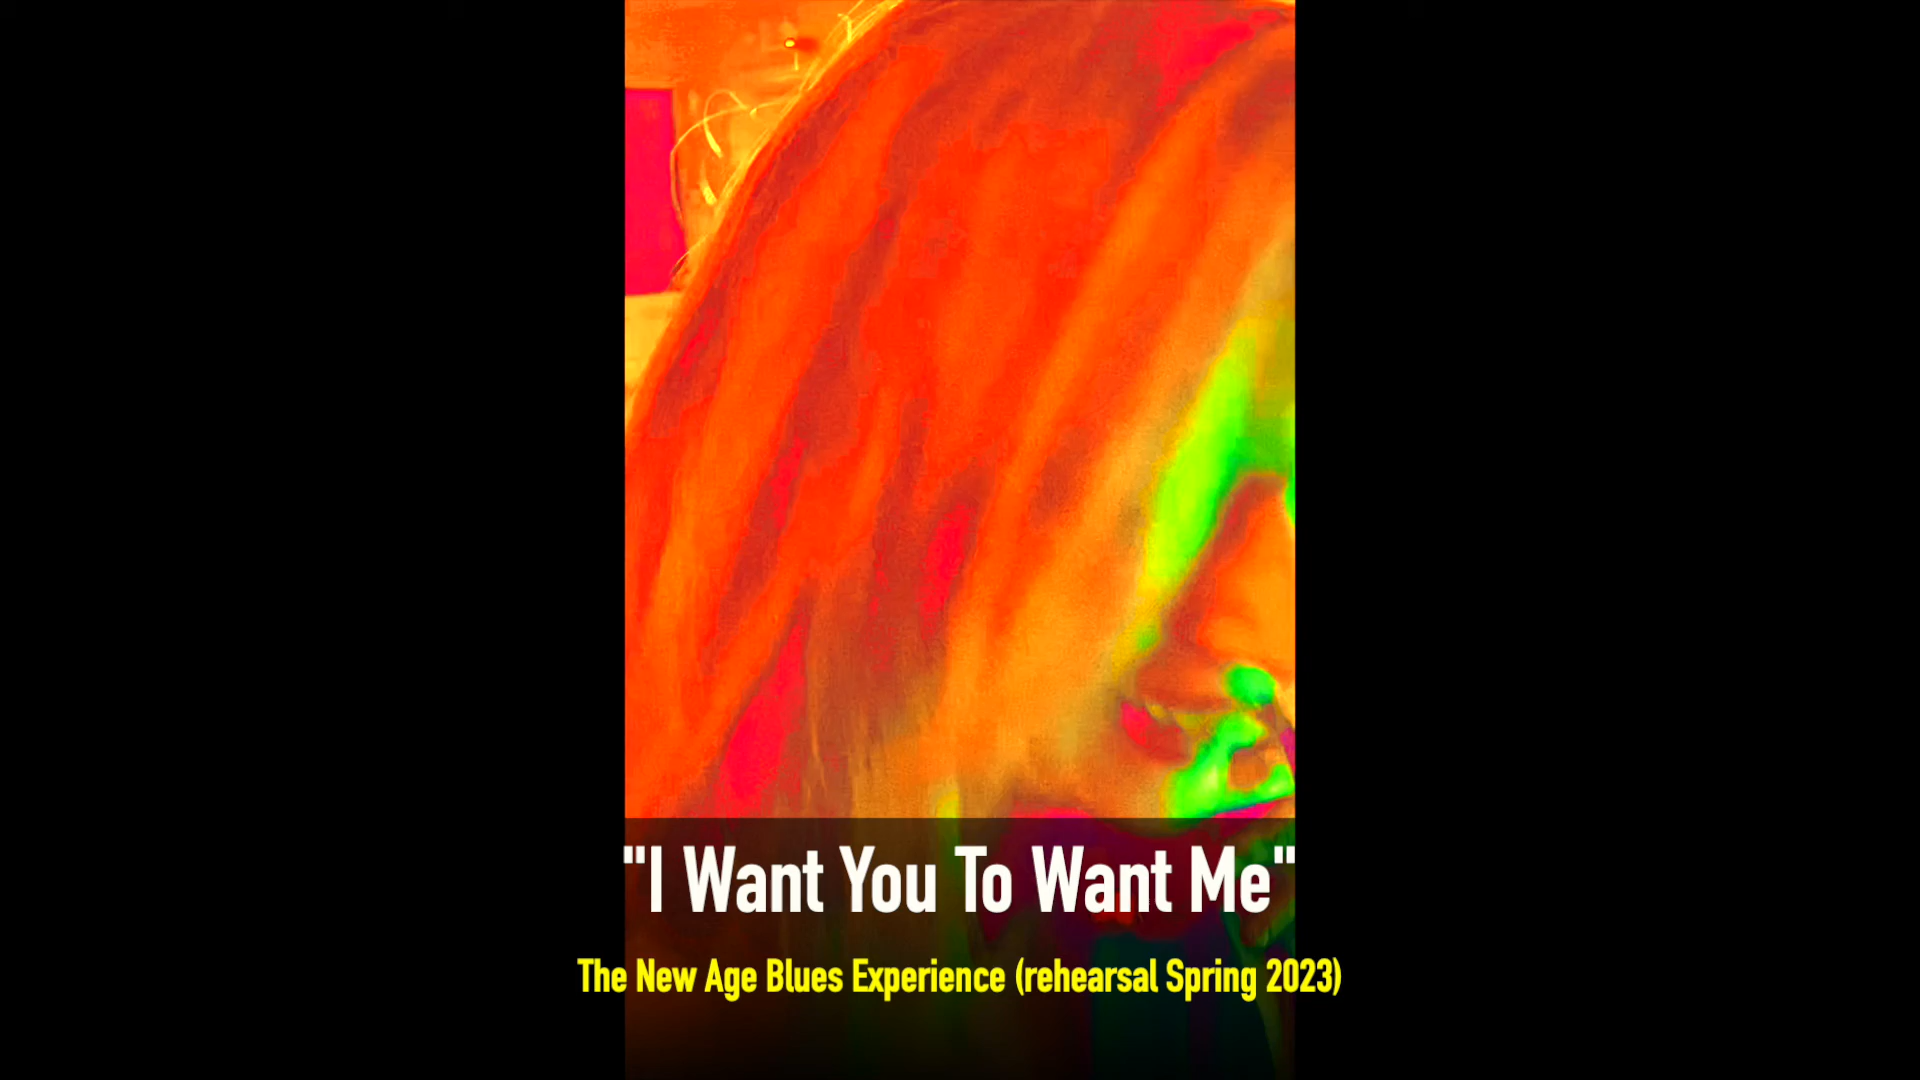 "I Want You To Want Me"
The New Age Blues Experience (rehearsal Spring 2023)